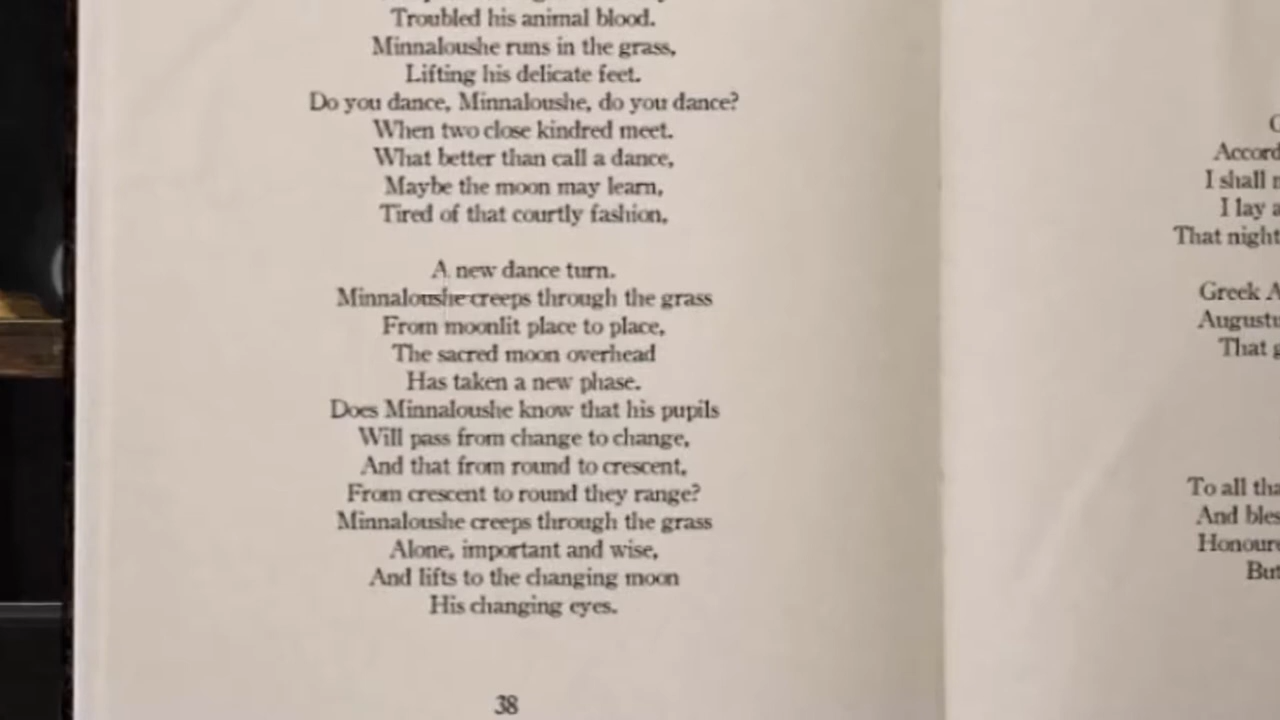 Troubled his animal blood.
Minnaloushe runs in the grass,
Lifting his delicate feet.
Do you dance, Minnaloushe, do you dance?
When two close kindred meet.
What better than call a dance,
Maybe the moon may learn,
Tired of that courtly fashion,
A new dance turn.
Minnaloushe creeps through the grass
From moonlit place to place,
The sacred moon overhead
Has taken a new phase.
Does Minnaloushe know that his pupils
Will pass from change to change,
And that from round to crescent,
From crescent to round they range?
Minnaloushe creeps through the grass
Alone, important and wise,
And lifts to the changing moon
His changing eyes.
38
I shall
I lay
That night
Greek
That
To all
And
But